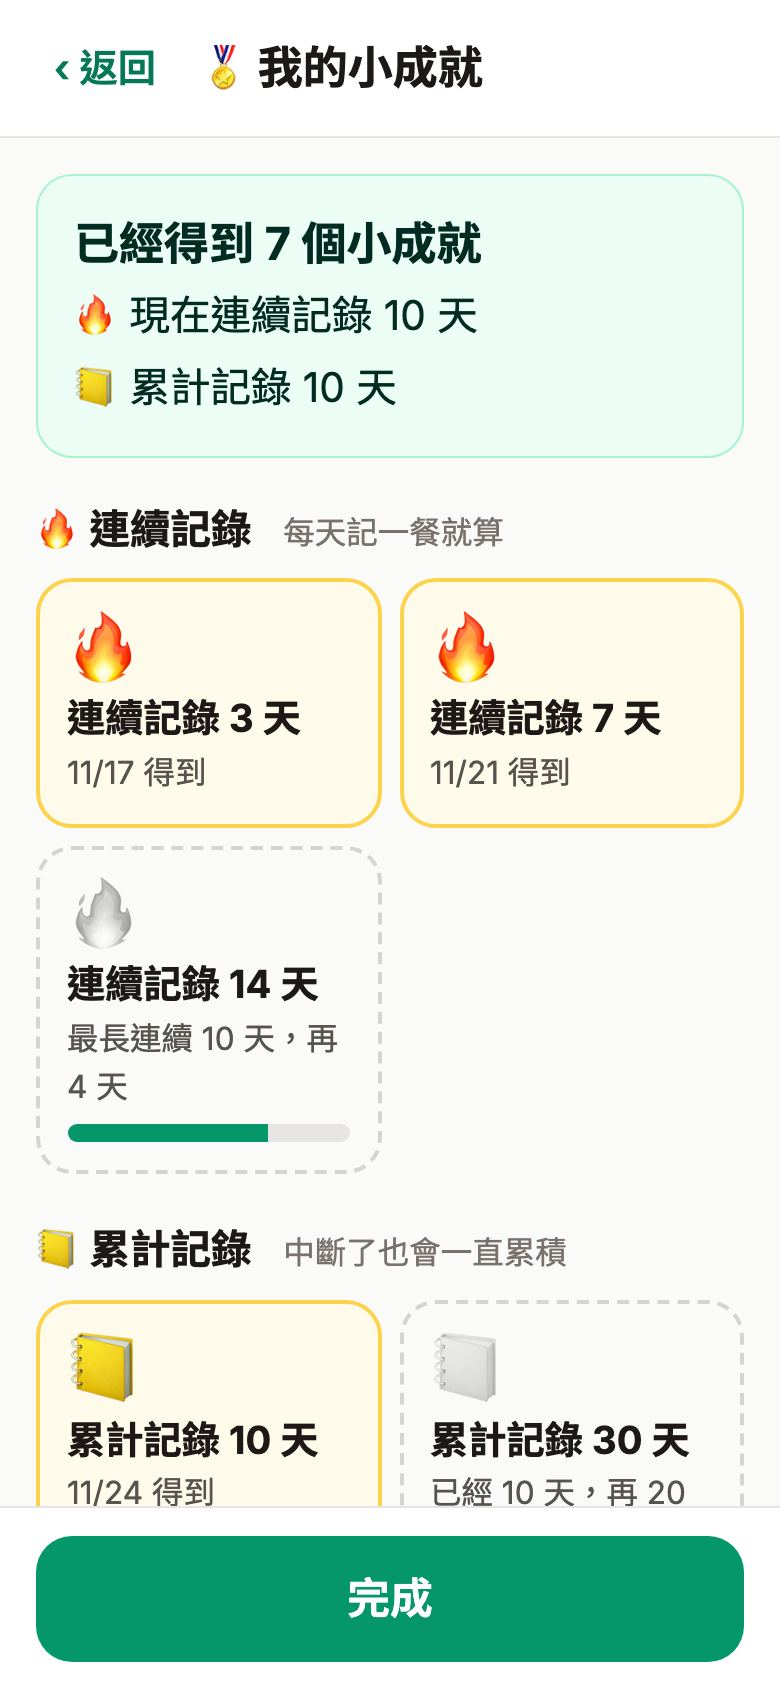 ‹ 返回 我的小成就
已經得到 7 個小成就
現在連續記錄 10 天
累計記錄 10 天
連續記錄 每天記一餐就算
連續記錄 3 天
11/17 得到
連續記錄 7 天
11/21 得到
連續記錄 14 天
最長連續 10 天，再
4 天
累計記錄 中斷了也會一直累積
累計記錄 10 天
11/24 得到
累計記錄 30 天
已經 10 天，再 20
完成